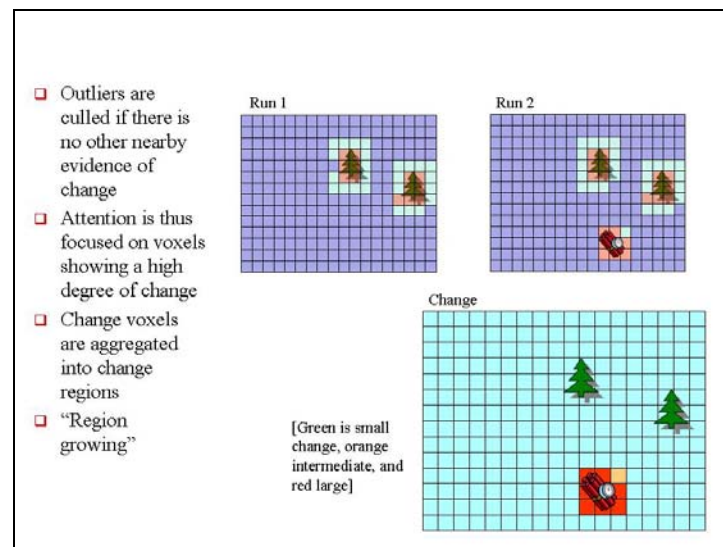 Outliers are
culled if there is
no other nearby
evidence of
change
Attention is thus
focused on voxels
showing a high
degree of change
Change voxels
are aggregated
into change
regions
“Region
growing”
Run 1
Run 2
Change
[Green is small
change, orange
intermediate, and
red large]